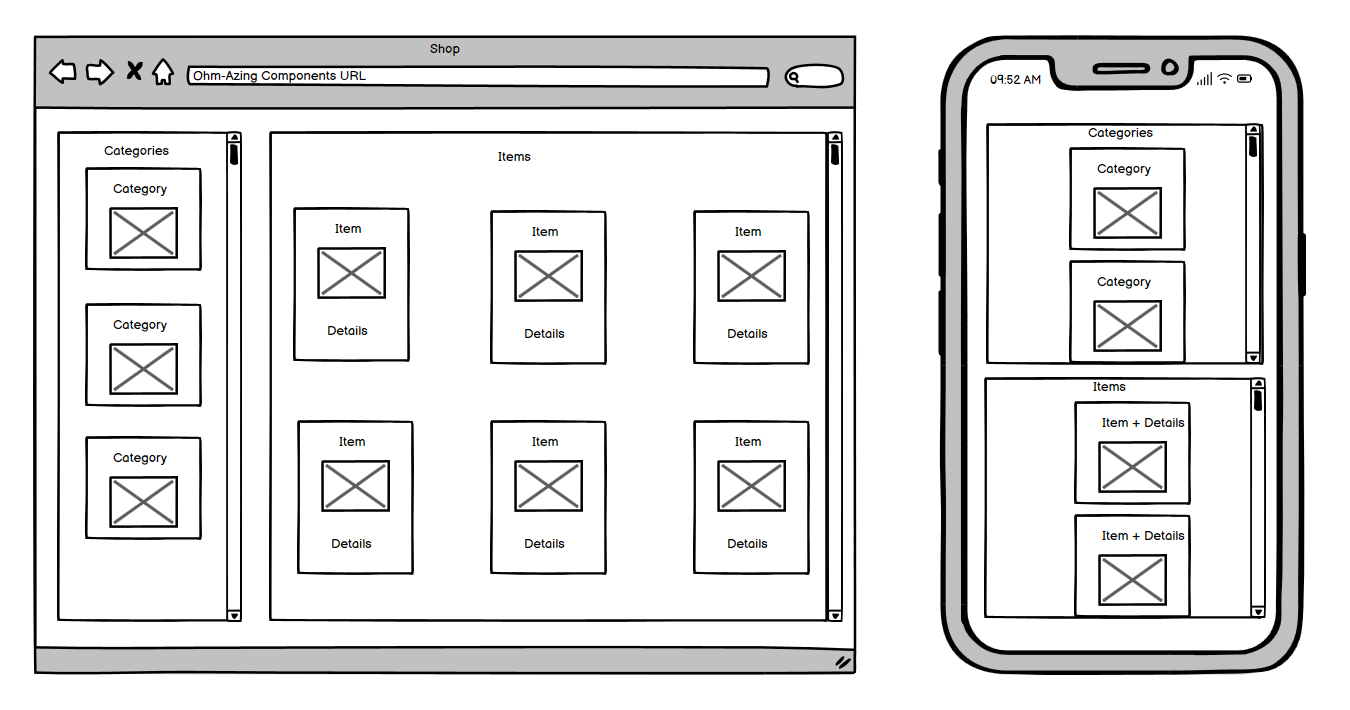 Shop
Ohm-Azing Components URL
Categories
Category
Category
Category
Items
Item
Details
Item
Details
Item
Details
Item
Details
Item
Details
Item
Details
09:52 AM
Categories
Category
Category
Items
Item + Details
Item + Details